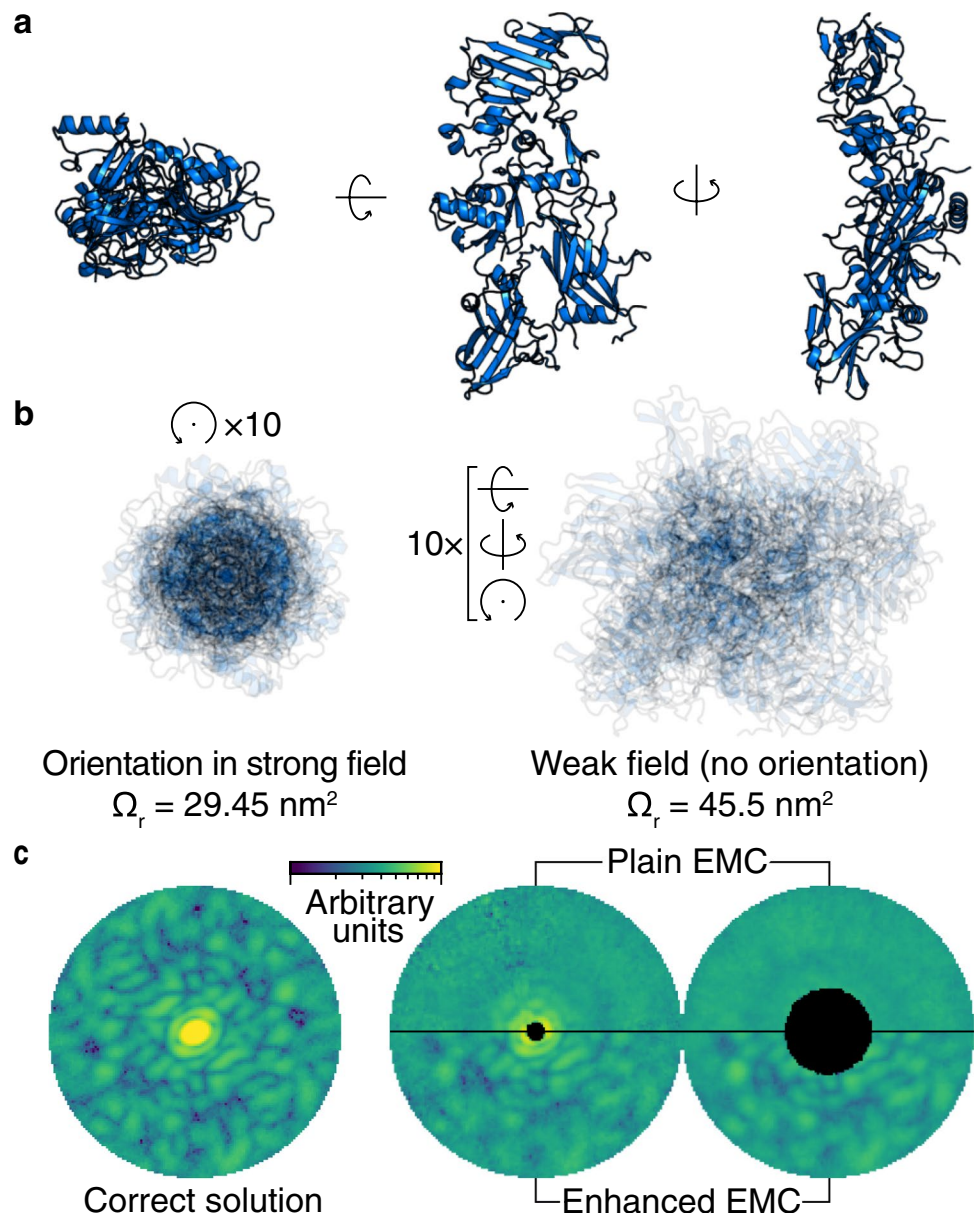 a
b
×10
10×
Orientation in strong field
Ωr = 29.45 nm²
Weak field (no orientation)
Ωr = 45.5 nm²
c
Arbitrary
units
Plain EMC
Correct solution
Enhanced EMC